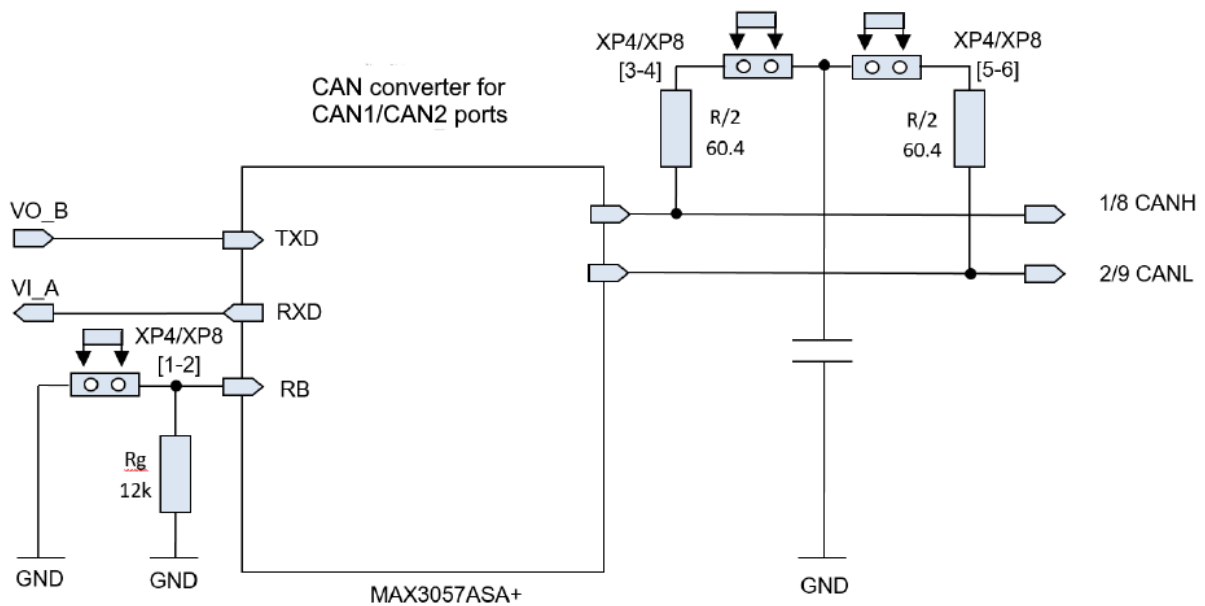 XP4/XP8
[3-4]
XP4/XP8
[5-6]
CAN converter for
CAN1/CAN2 ports
R/2
60.4
R/2
60.4
VO_B
TXD
1/8 CANH
2/9 CANL
VI_A
RXD
XP4/XP8
[1-2]
RB
Rg
12k
GND
GND
GND
MAX3057ASA+